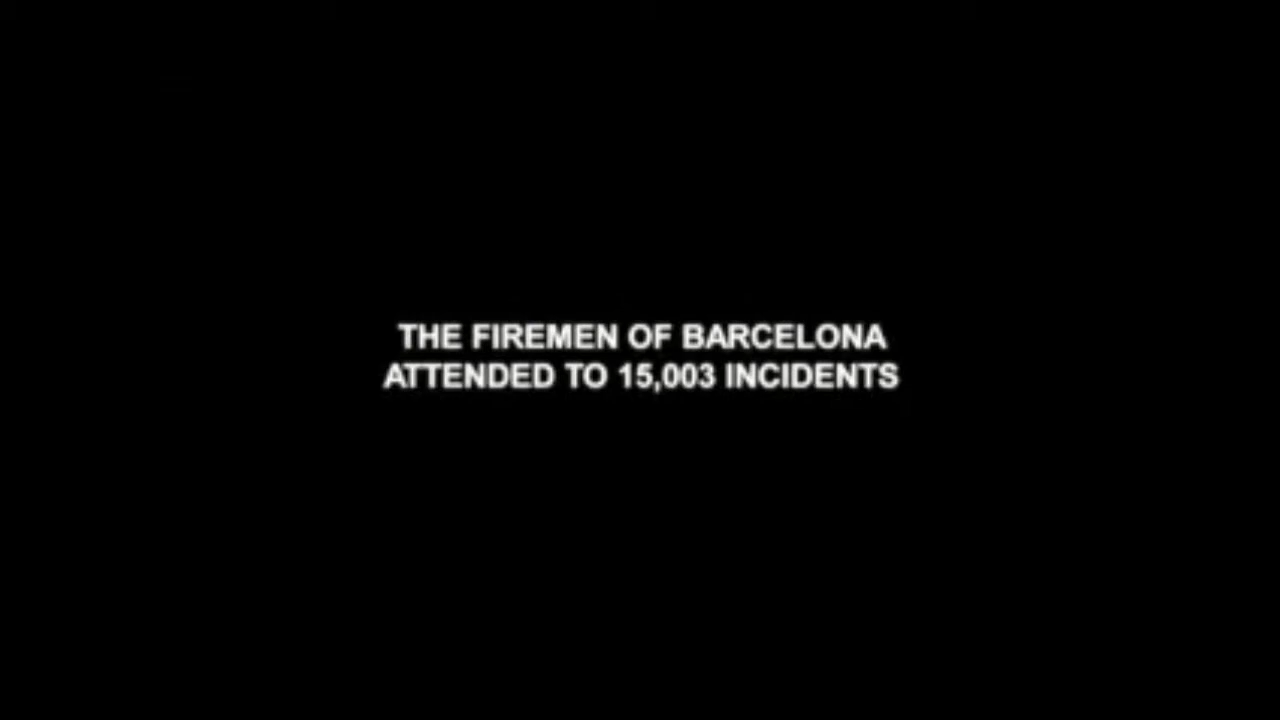 THE FIREMEN OF BARCELONA
ATTENDED TO 15,003 INCIDENTS